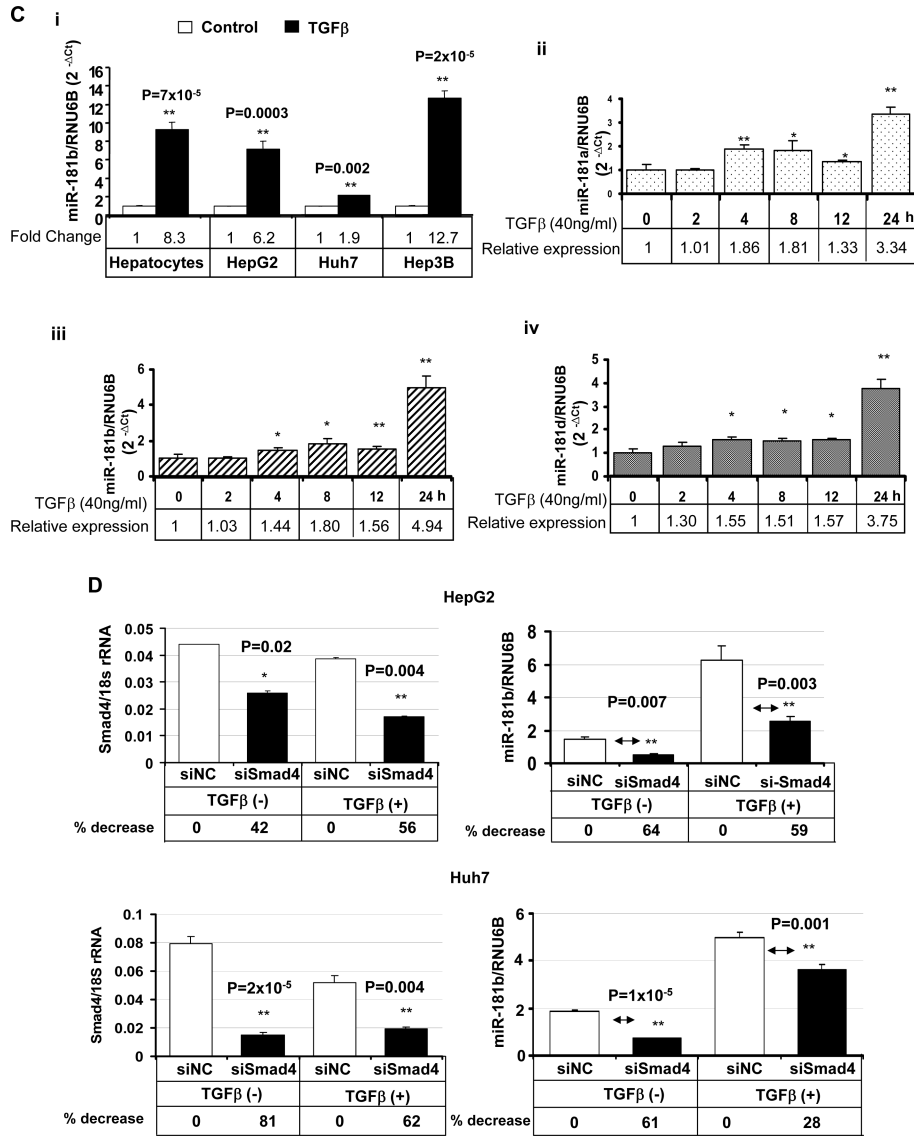 C
i
Control TGFβ
miR-181b/RNU6B (2 -ΔCt)
16
14
12
10
8
6
4
2
0
P=7x10-5
**
P=0.0003
**
P=0.002
**
P=2x10-5
**
Fold Change 1 8.3 1 6.2 1 1.9 1 12.7
Hepatocytes HepG2 Huh7 Hep3B
ii
miR-181a/RNU6B
(2 -ΔCt)
4
3
2
1
0
** * * **
TGFβ (40ng/ml) 0 2 4 8 12 24 h
Relative expression 1 1.01 1.86 1.81 1.33 3.34
iii
miR-181b/RNU6B
(2 -ΔCt)
6
4
2
0
* * ** **
TGFβ (40ng/ml) 0 2 4 8 12 24 h
Relative expression 1 1.03 1.44 1.80 1.56 4.94
iv
miR-181d/RNU6B
(2 -ΔCt)
5
4
3
2
1
0
* * * **
TGFβ (40ng/ml) 0 2 4 8 12 24 h
Relative expression 1 1.30 1.55 1.51 1.57 3.75
D
HepG2
Smad4/18s rRNA
0.05
0.04
0.03
0.02
0.01
0
P=0.02
*
P=0.004
**
siNC siSmad4 siNC siSmad4
TGFβ (-) TGFβ (+)
% decrease 0 42 0 56
miR-181b/RNU6B
8
6
4
2
0
P=0.007
**
P=0.003
**
siNC siSmad4 siNC si-Smad4
TGFβ (-) TGFβ (+)
% decrease 0 64 0 59
Huh7
Smad4/18S rRNA
0.1
0.08
0.06
0.04
0.02
0
P=2x10-5
**
P=0.004
**
siNC siSmad4 siNC siSmad4
TGFβ (-) TGFβ (+)
% decrease 0 81 0 62
miR-181b/RNU6B
6
4
2
0
P=1x10-5
**
P=0.001
**
siNC siSmad4 siNC siSmad4
TGFβ (-) TGFβ (+)
% decrease 0 61 0 28